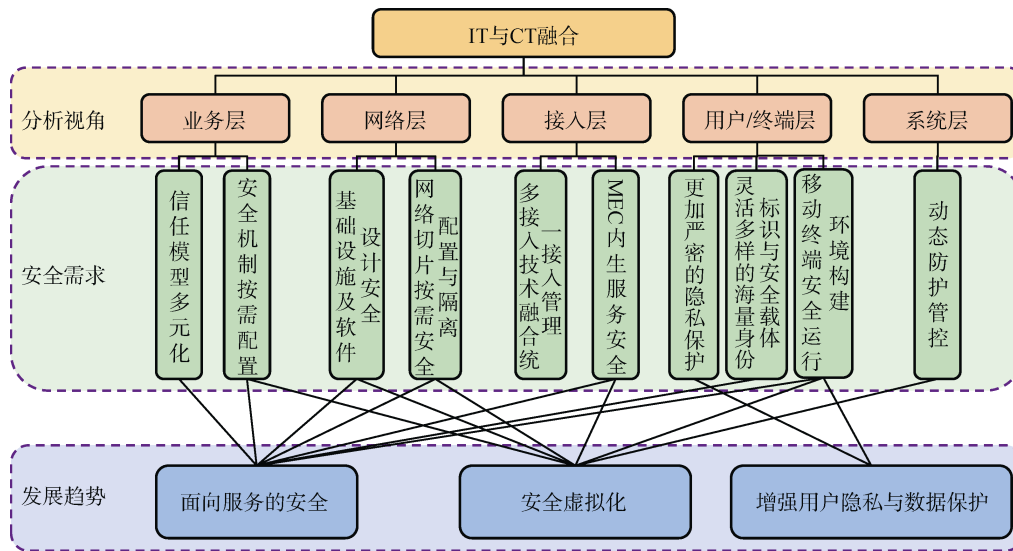 IT与CT融合
分析视角
业务层
网络层
接入层
用户/终端层
系统层
安全需求
信任模型多元化
安全机制按需配置
基础设施及软件
设计安全
网络切片按需安全
配置与隔离
多接入技术融合统
一接入管理
MEC内生服务安全
更加严密的隐私保护
灵活多样的海量身份
标识与安全载体
移动终端安全运行
环境构建
动态防护管控
发展趋势
面向服务的安全
安全虚拟化
增强用户隐私与数据保护